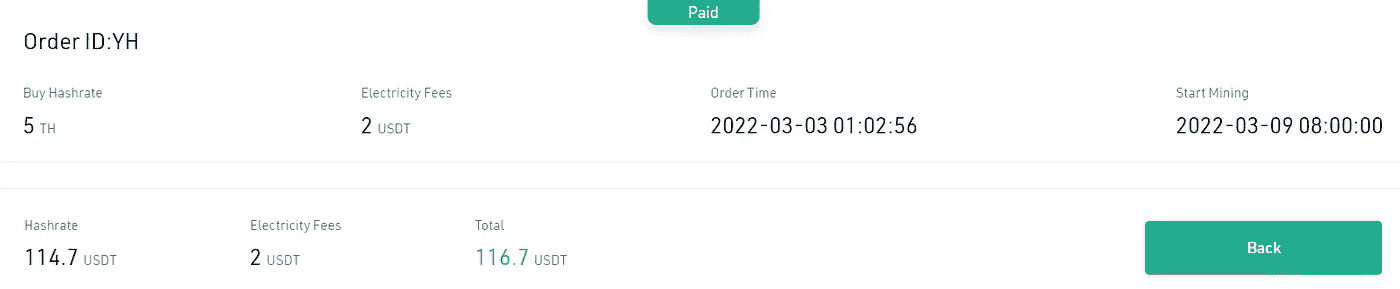 Paid
Order ID:YH
Buy Hashrate Electricity Fees Order Time Start Mining
5 TH 2 USDT 2022-03-03 01:02:56 2022-03-09 08:00:00
Hashrate Electricity Fees Total
114.7 USDT 2 USDT 116.7 USDT
Back